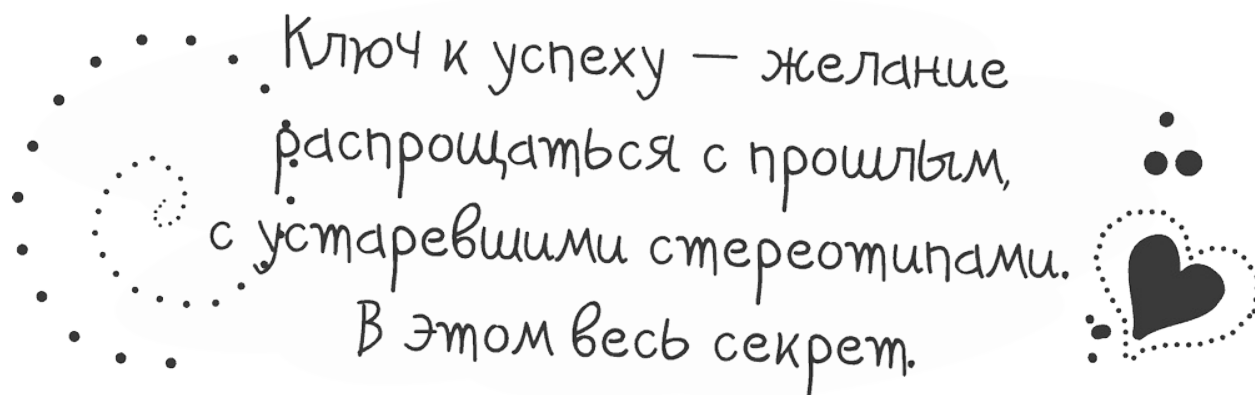 Ключ к успеху — желание
распрощаться с прошлым,
с устаревшими стереотипами.
В этом весь секрет.